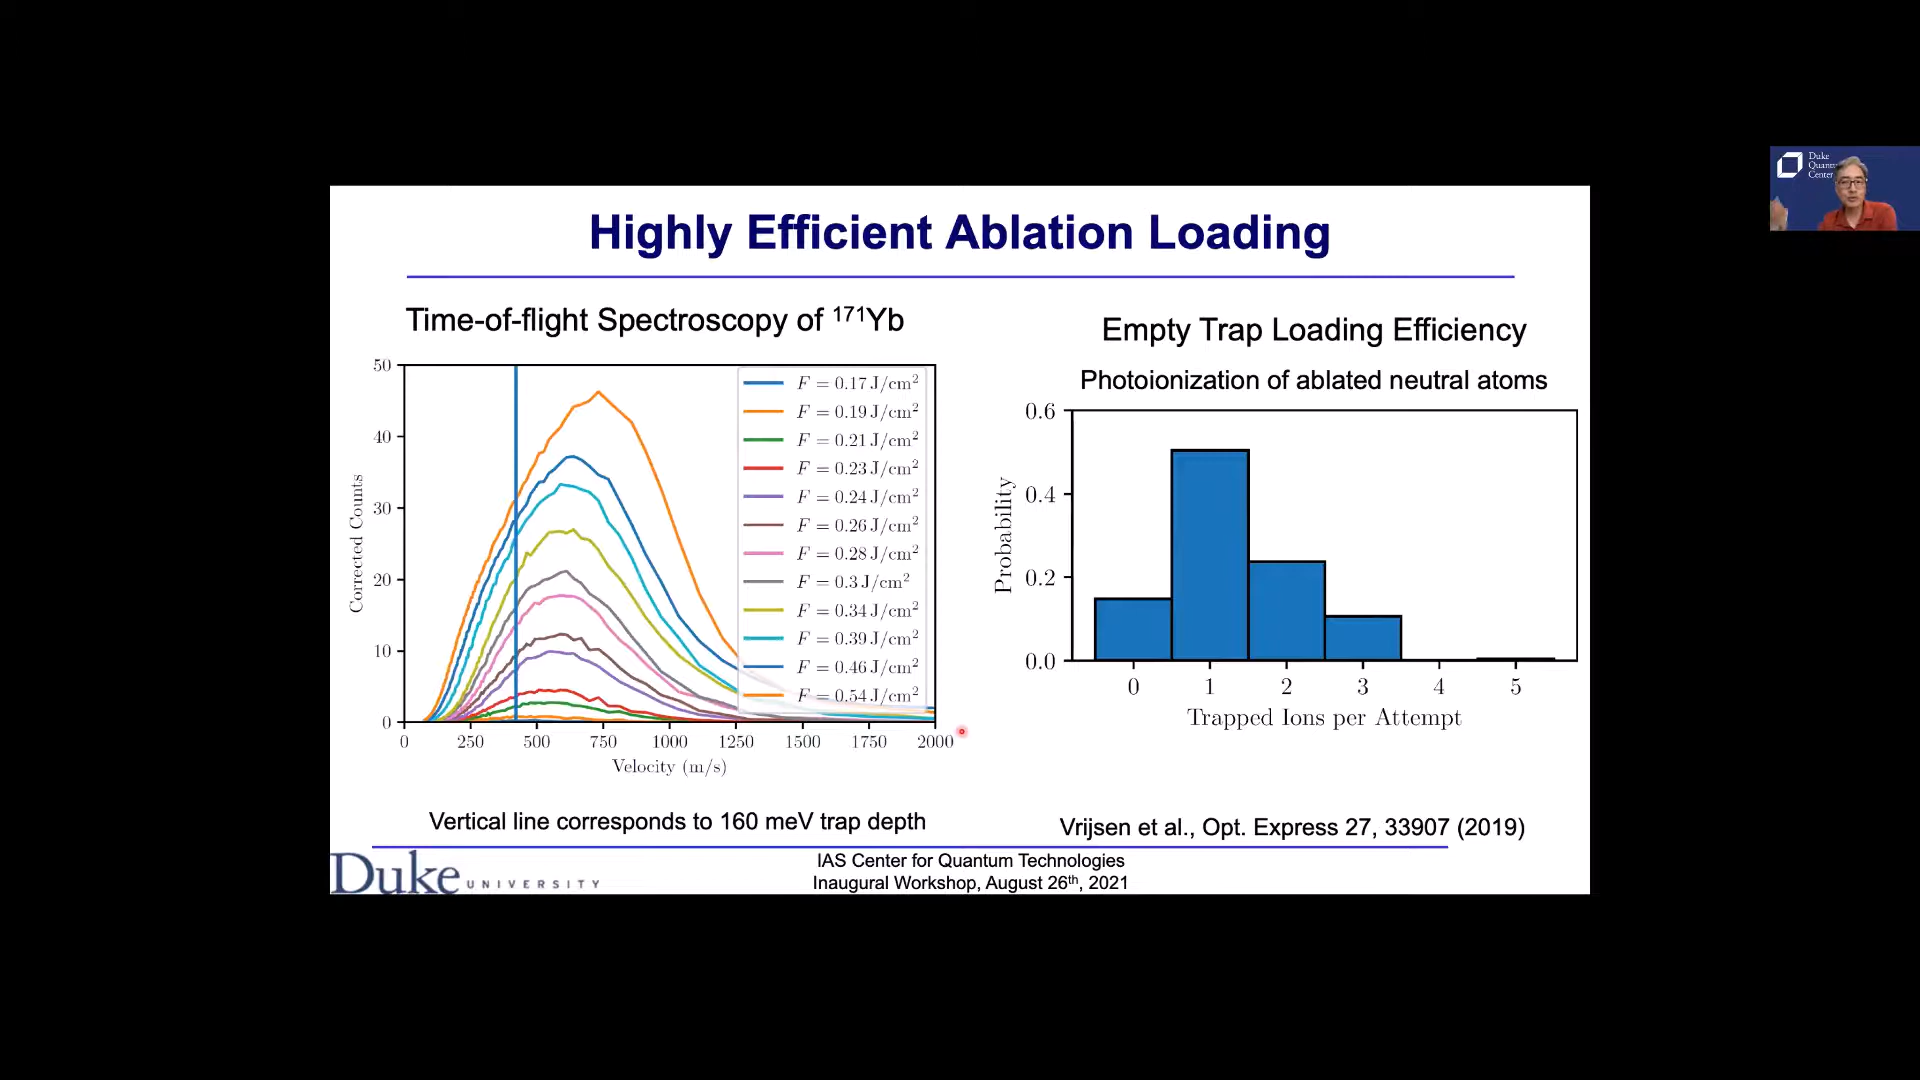 Highly Efficient Ablation Loading
Time-of-flight Spectroscopy of ¹⁷¹Yb
50
40
30
20
10
0
Corrected Counts
0 250 500 750 1000 1250 1500 1750 2000
Velocity (m/s)
F = 0.17 J/cm²
F = 0.19 J/cm²
F = 0.21 J/cm²
F = 0.23 J/cm²
F = 0.24 J/cm²
F = 0.26 J/cm²
F = 0.28 J/cm²
F = 0.3 J/cm²
F = 0.34 J/cm²
F = 0.39 J/cm²
F = 0.46 J/cm²
F = 0.54 J/cm²
Vertical line corresponds to 160 meV trap depth
Empty Trap Loading Efficiency
Photoionization of ablated neutral atoms
0.6
0.4
0.2
0.0
Probability
0 1 2 3 4 5
Trapped Ions per Attempt
Vrijsen et al., Opt. Express 27, 33907 (2019)
Duke UNIVERSITY
IAS Center for Quantum Technologies
Inaugural Workshop, August 26ᵗʰ, 2021
Duke
Center